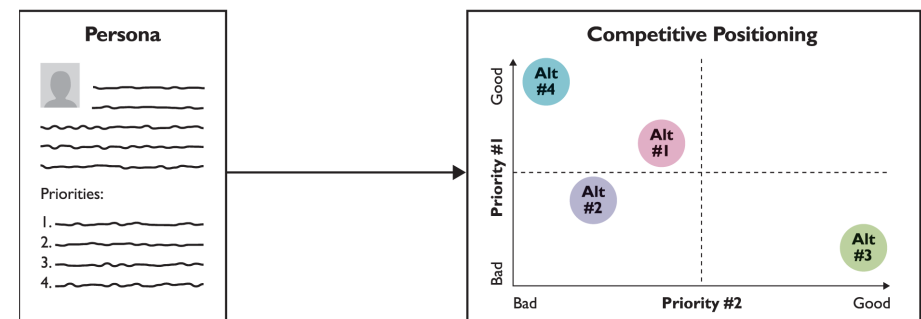 Persona
Priorities:
1.
2.
3.
4.
Competitive Positioning
Good
Priority #1
Bad
Alt
#4
Alt
#1
Alt
#2
Alt
#3
Bad
Priority #2
Good